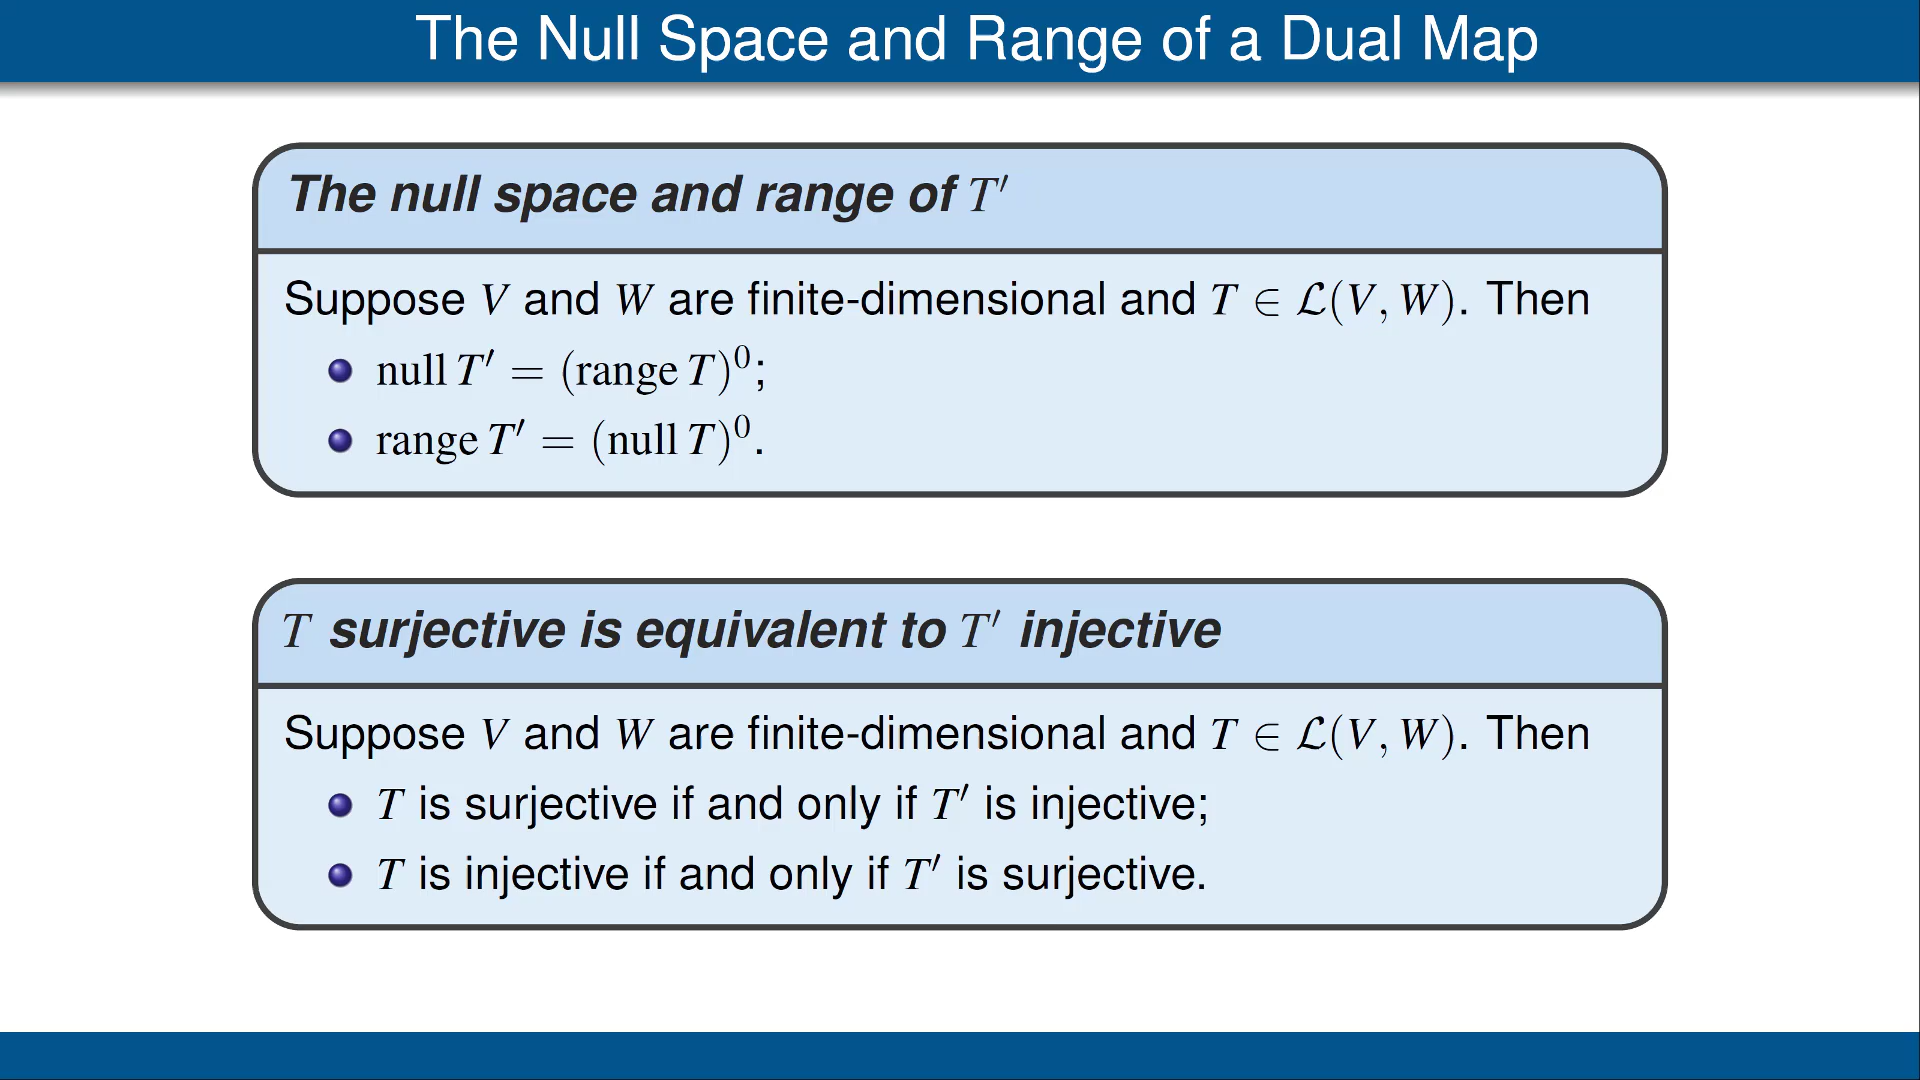 The Null Space and Range of a Dual Map
The null space and range of T′
Suppose V and W are finite-dimensional and T ∈ ℒ(V, W). Then
null T′ = (range T)⁰;
range T′ = (null T)⁰.
T surjective is equivalent to T′ injective
Suppose V and W are finite-dimensional and T ∈ ℒ(V, W). Then
T is surjective if and only if T′ is injective;
T is injective if and only if T′ is surjective.